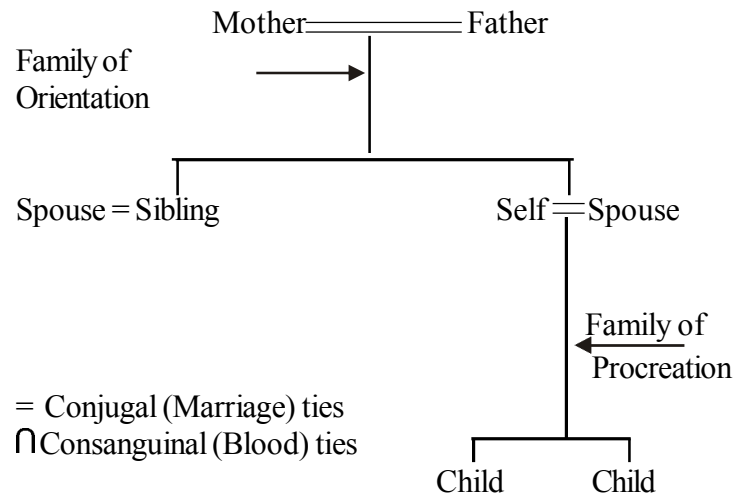 Mother Father
Family of
Orientation
Spouse = Sibling Self = Spouse
Family of
Procreation
= Conjugal (Marriage) ties
∩ Consanguinal (Blood) ties
Child Child